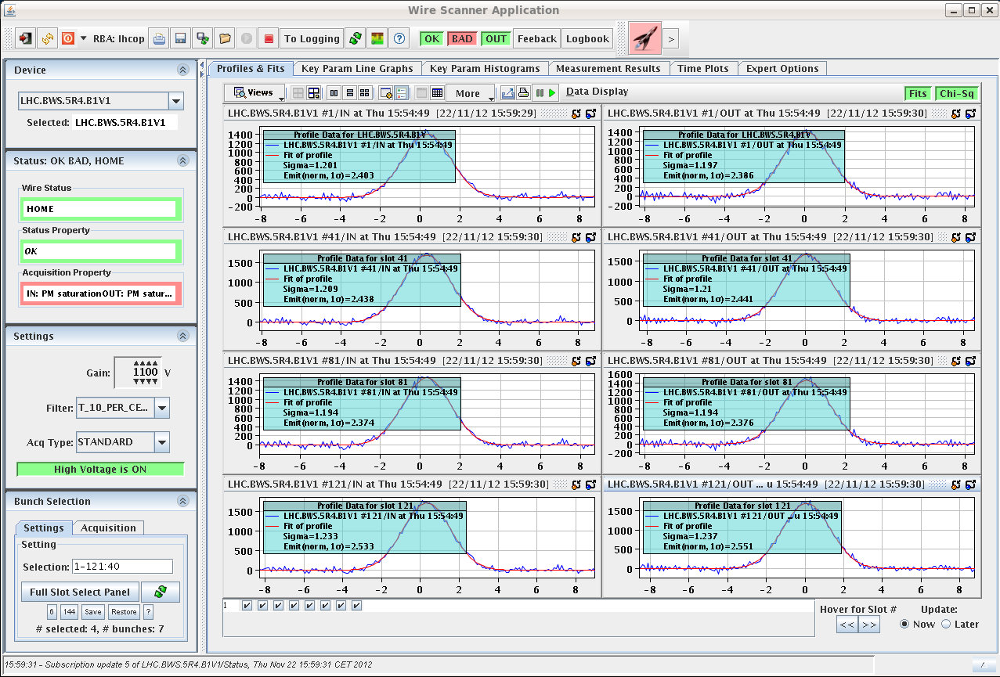 Wire Scanner Application
RBA: lhcop To Logging OK BAD OUT Feeback Logbook >
Device
LHC.BWS.5R4.B1V1
Selected: LHC.BWS.5R4.B1V1
Status: OK BAD, HOME
Wire Status
HOME
Status Property
OK
Acquisition Property
IN: PM saturationOUT: PM satur...
Settings
Gain: 1100 V
Filter: T_10_PER_CE...
Acq Type: STANDARD
High Voltage is ON
Bunch Selection
Settings Acquisition
Setting
Selection: 1-121:40
Full Slot Select Panel
6 144 Save Restore ?
# selected: 4, # bunches: 7
Profiles & Fits Key Param Line Graphs Key Param Histograms Measurement Results Time Plots Expert Options
Views More Data Display Fits Chi-Sq
LHC.BWS.5R4.B1V1 #1/IN at Thu 15:54:49 [22/11/12 15:59:29]
1400
1200
1000
800
600
400
200
0
-200
Profile Data for LHC.BWS.5R4.B1V
LHC.BWS.5R4.B1V1 #1/IN at Thu 15:54:49
Fit of profile
Sigma=1.201
Emit(norm, 1σ)=2.403
-8 -6 -4 -2 0 2 4 6 8
LHC.BWS.5R4.B1V1 #1/OUT at Thu 15:54:49 [22/11/12 15:59:30]
1400
1200
1000
800
600
400
200
0
-200
Profile Data for LHC.BWS.5R4.B1V
LHC.BWS.5R4.B1V1 #1/OUT at Thu 15:54:49
Fit of profile
Sigma=1.197
Emit(norm, 1σ)=2.386
-8 -6 -4 -2 0 2 4 6 8
LHC.BWS.5R4.B1V1 #41/IN at Thu 15:54:49 [22/11/12 15:59:30]
1500
1000
500
0
Profile Data for slot 41
LHC.BWS.5R4.B1V1 #41/IN at Thu 15:54:49
Fit of profile
Sigma=1.209
Emit(norm, 1σ)=2.438
-8 -6 -4 -2 0 2 4 6 8
LHC.BWS.5R4.B1V1 #41/OUT at Thu 15:54:49 [22/11/12 15:59:30]
1500
1000
500
0
Profile Data for slot 41
LHC.BWS.5R4.B1V1 #41/OUT at Thu 15:54:49
Fit of profile
Sigma=1.21
Emit(norm, 1σ)=2.441
-8 -6 -4 -2 0 2 4 6 8
LHC.BWS.5R4.B1V1 #81/IN at Thu 15:54:49 [22/11/12 15:59:30]
1400
1200
1000
800
600
400
200
0
Profile Data for slot 81
LHC.BWS.5R4.B1V1 #81/IN at Thu 15:54:49
Fit of profile
Sigma=1.194
Emit(norm, 1σ)=2.374
-8 -6 -4 -2 0 2 4 6 8
LHC.BWS.5R4.B1V1 #81/OUT at Thu 15:54:49 [22/11/12 15:59:30]
1600
1400
1200
1000
800
600
400
200
0
-200
Profile Data for slot 81
LHC.BWS.5R4.B1V1 #81/OUT at Thu 15:54:49
Fit of profile
Sigma=1.194
Emit(norm, 1σ)=2.376
-8 -6 -4 -2 0 2 4 6 8
LHC.BWS.5R4.B1V1 #121/IN at Thu 15:54:49 [22/11/12 15:59:30]
1500
1000
500
0
Profile Data for slot 121
LHC.BWS.5R4.B1V1 #121/IN at Thu 15:54:49
Fit of profile
Sigma=1.233
Emit(norm, 1σ)=2.533
-8 -6 -4 -2 0 2 4 6 8
LHC.BWS.5R4.B1V1 #121/OUT ... u 15:54:49 [22/11/12 15:59:30]
1500
1000
500
0
Profile Data for slot 121
LHC.BWS.5R4.B1V1 #121/OUT ...u 15:54:49
Fit of profile
Sigma=1.237
Emit(norm, 1σ)=2.551
-8 -6 -4 -2 0 2 4 6 8
1
Hover for Slot # Update:
<< >> Now Later
15:59:31 - Subscription update 5 of LHC.BWS.5R4.B1V1/Status, Thu Nov 22 15:59:31 CET 2012